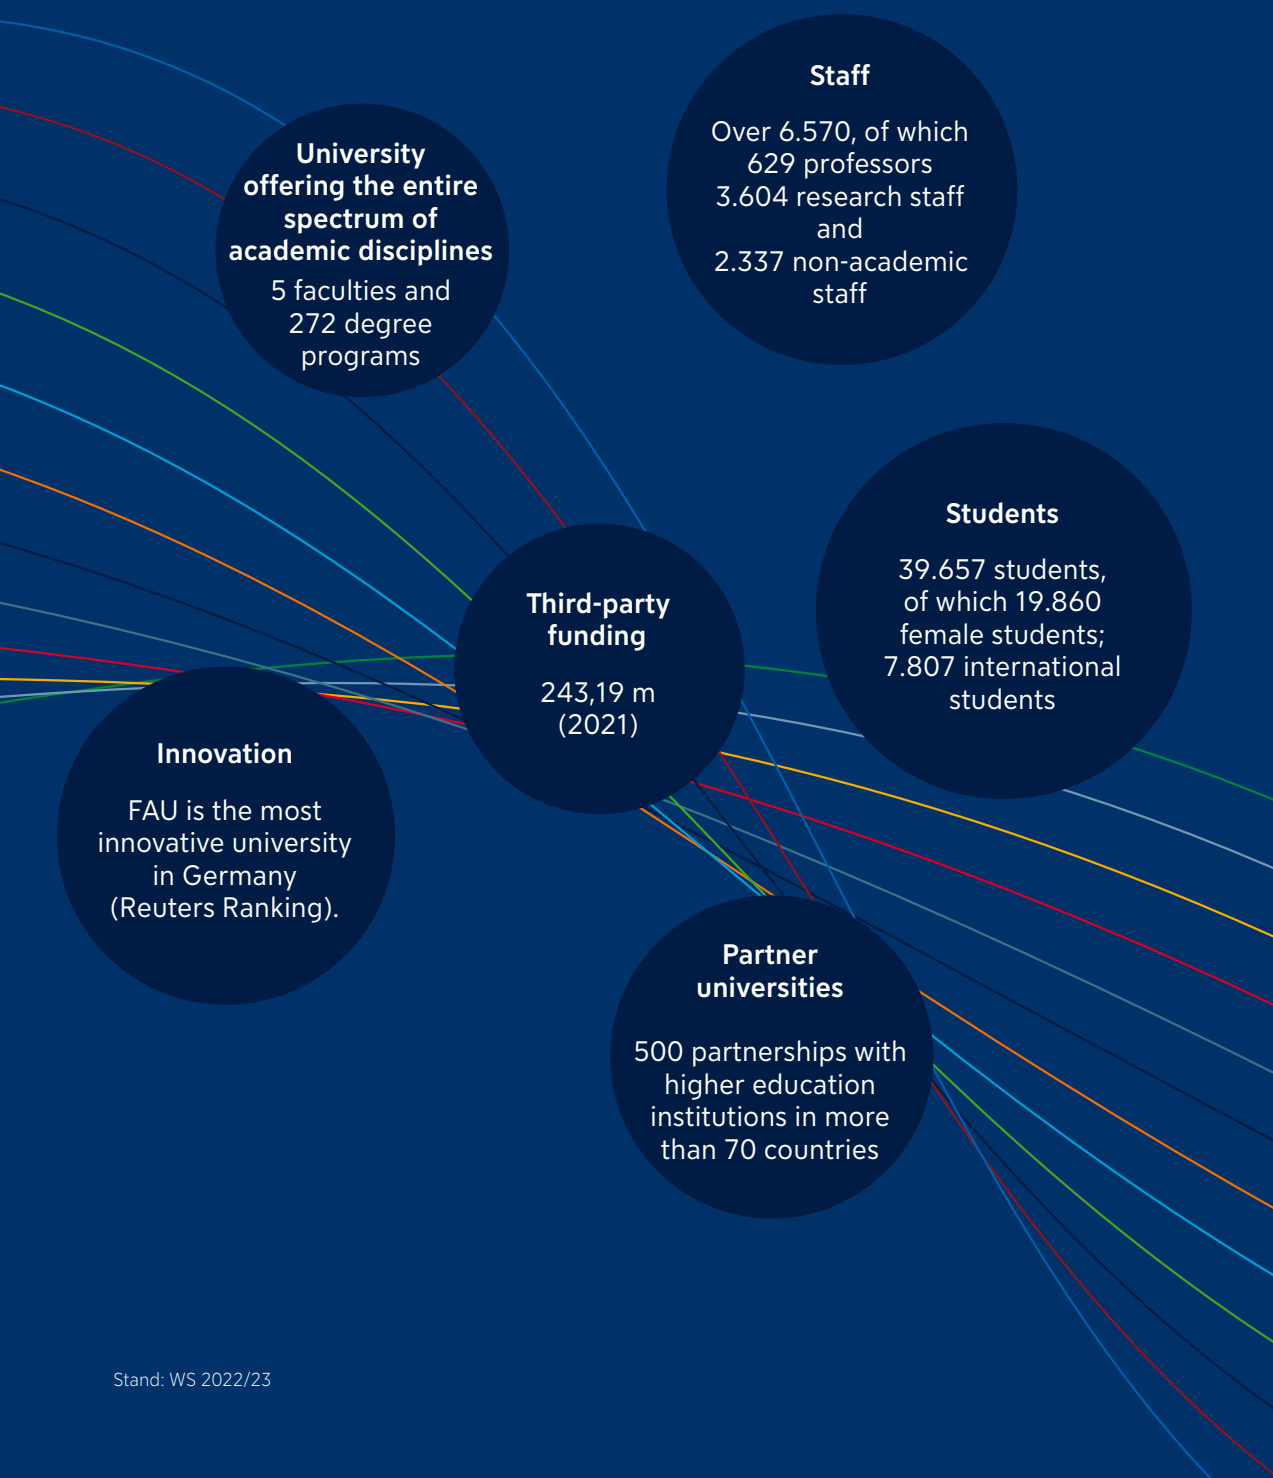 Staff
Over 6.570, of which
629 professors
3.604 research staff
and
2.337 non-academic
staff
University
offering the entire
spectrum of
academic disciplines
5 faculties and
272 degree
programs
Students
39.657 students,
of which 19.860
female students;
7.807 international
students
Third-party
funding
243,19 m
(2021)
Innovation
FAU is the most
innovative university
in Germany
(Reuters Ranking).
Partner
universities
500 partnerships with
higher education
institutions in more
than 70 countries
Stand: WS 2022/23